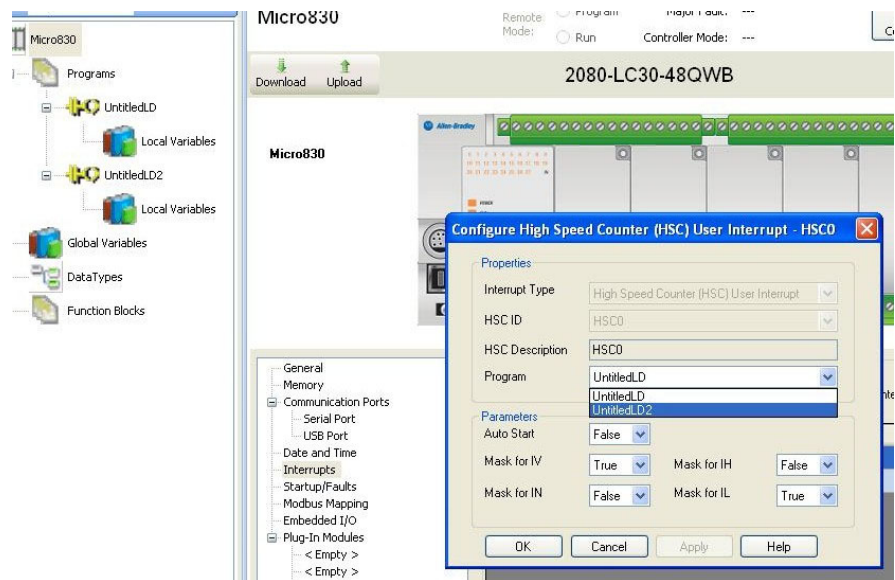 Micro830
Programs
UntitledLD
Local Variables
UntitledLD2
Local Variables
Global Variables
DataTypes
Function Blocks
Micro830
Remote
Mode:
Program
Run
Major Fault: ---
Controller Mode: ---
Download
Upload
2080-LC30-48QWB
Micro830
Allen-Bradley
General
Memory
Communication Ports
Serial Port
USB Port
Date and Time
Interrupts
Startup/Faults
Modbus Mapping
Embedded I/O
Plug-In Modules
< Empty >
< Empty >
Configure High Speed Counter (HSC) User Interrupt - HSC0
Properties
Interrupt Type High Speed Counter (HSC) User Interrupt
HSC ID HSC0
HSC Description HSC0
Program UntitledLD
UntitledLD
UntitledLD2
Parameters
Auto Start False
Mask for IV True Mask for IH False
Mask for IN False Mask for IL True
OK Cancel Apply Help